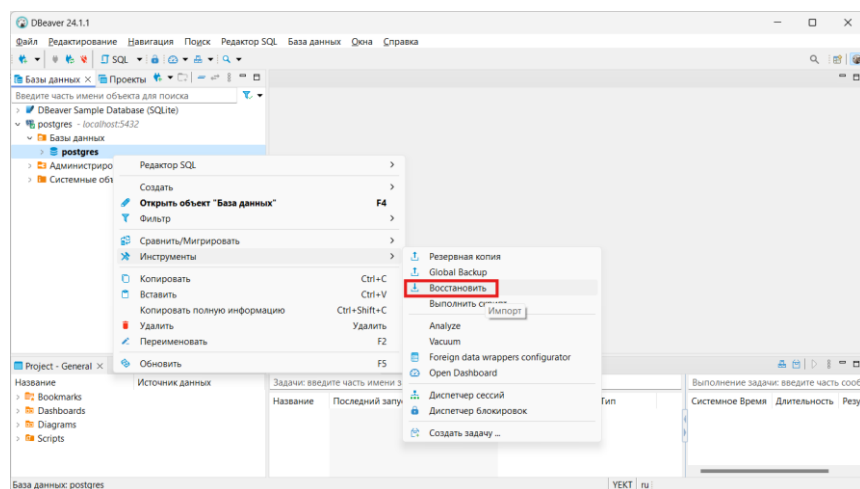 DBeaver 24.1.1
Файл Редактирование Навигация Поиск Редактор SQL База данных Окна Справка
SQL
Базы данных Проекты
Введите часть имени объекта для поиска
DBeaver Sample Database (SQLite)
postgres - localhost:5432
Базы данных
postgres
Администриро
Системные объ
Редактор SQL
Создать
Открыть объект "База данных" F4
Фильтр
Сравнить/Мигрировать
Инструменты
Копировать Ctrl+C
Вставить Ctrl+V
Копировать полную информацию Ctrl+Shift+C
Удалить Удалить
Переименовать F2
Обновить F5
Резервная копия
Global Backup
Восстановить
Выполнить скрипт
Импорт
Analyze
Vacuum
Foreign data wrappers configurator
Open Dashboard
Диспетчер сессий
Диспетчер блокировок
Создать задачу ...
Project - General
Название Источник данных
Bookmarks
Dashboards
Diagrams
Scripts
Задачи: введите часть имени з
Название Последний запу Тип
Выполнение задачи: введите часть сооб
Системное Время Длительность Резу
База данных: postgres YEKT ru